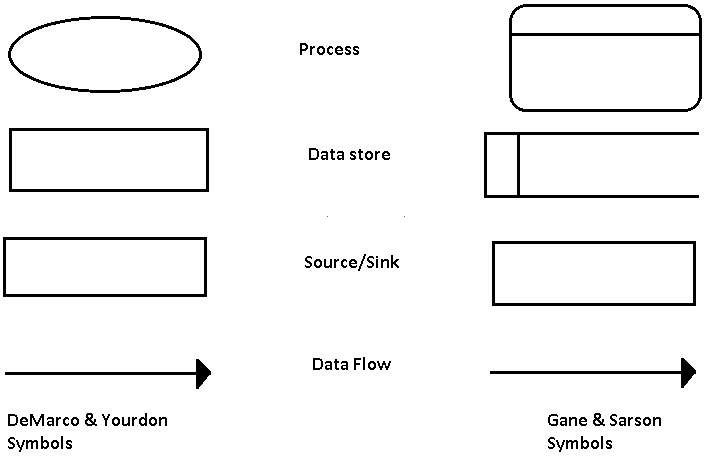 Process
Data store
Source/Sink
Data Flow
DeMarco & Yourdon
Symbols
Gane & Sarson
Symbols